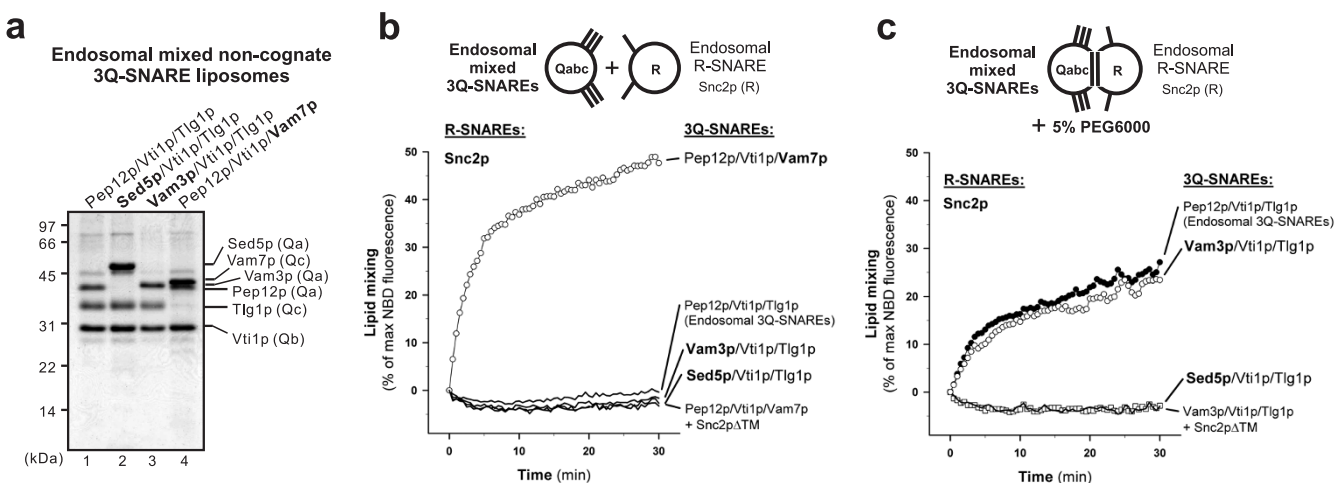 a
Endosomal mixed non-cognate
3Q-SNARE liposomes
Pep12p/Vti1p/Tlg1p
Sed5p/Vti1p/Tlg1p
Vam3p/Vti1p/Tlg1p
Pep12p/Vti1p/Vam7p
97
66
45
31
22
14
(kDa)
1 2 3 4
Sed5p (Qa)
Vam7p (Qc)
Vam3p (Qa)
Pep12p (Qa)
Tlg1p (Qc)
Vti1p (Qb)
b
Endosomal
mixed
3Q-SNAREs
Qabc
+
R
Endosomal
R-SNARE
Snc2p (R)
R-SNAREs:
Snc2p
3Q-SNAREs:
Pep12p/Vti1p/Vam7p
Pep12p/Vti1p/Tlg1p
(Endosomal 3Q-SNAREs)
Vam3p/Vti1p/Tlg1p
Sed5p/Vti1p/Tlg1p
Pep12p/Vti1p/Vam7p
+ Snc2pΔTM
Lipid mixing
(% of max NBD fluorescence)
50
40
30
20
10
0
0 10 20 30
Time (min)
c
Endosomal
mixed
3Q-SNAREs
Qabc
R
Endosomal
R-SNARE
Snc2p (R)
+ 5% PEG6000
R-SNAREs:
Snc2p
3Q-SNAREs:
Pep12p/Vti1p/Tlg1p
(Endosomal 3Q-SNAREs)
Vam3p/Vti1p/Tlg1p
Sed5p/Vti1p/Tlg1p
Vam3p/Vti1p/Tlg1p
+ Snc2pΔTM
Lipid mixing
(% of max NBD fluorescence)
50
40
30
20
10
0
0 10 20 30
Time (min)